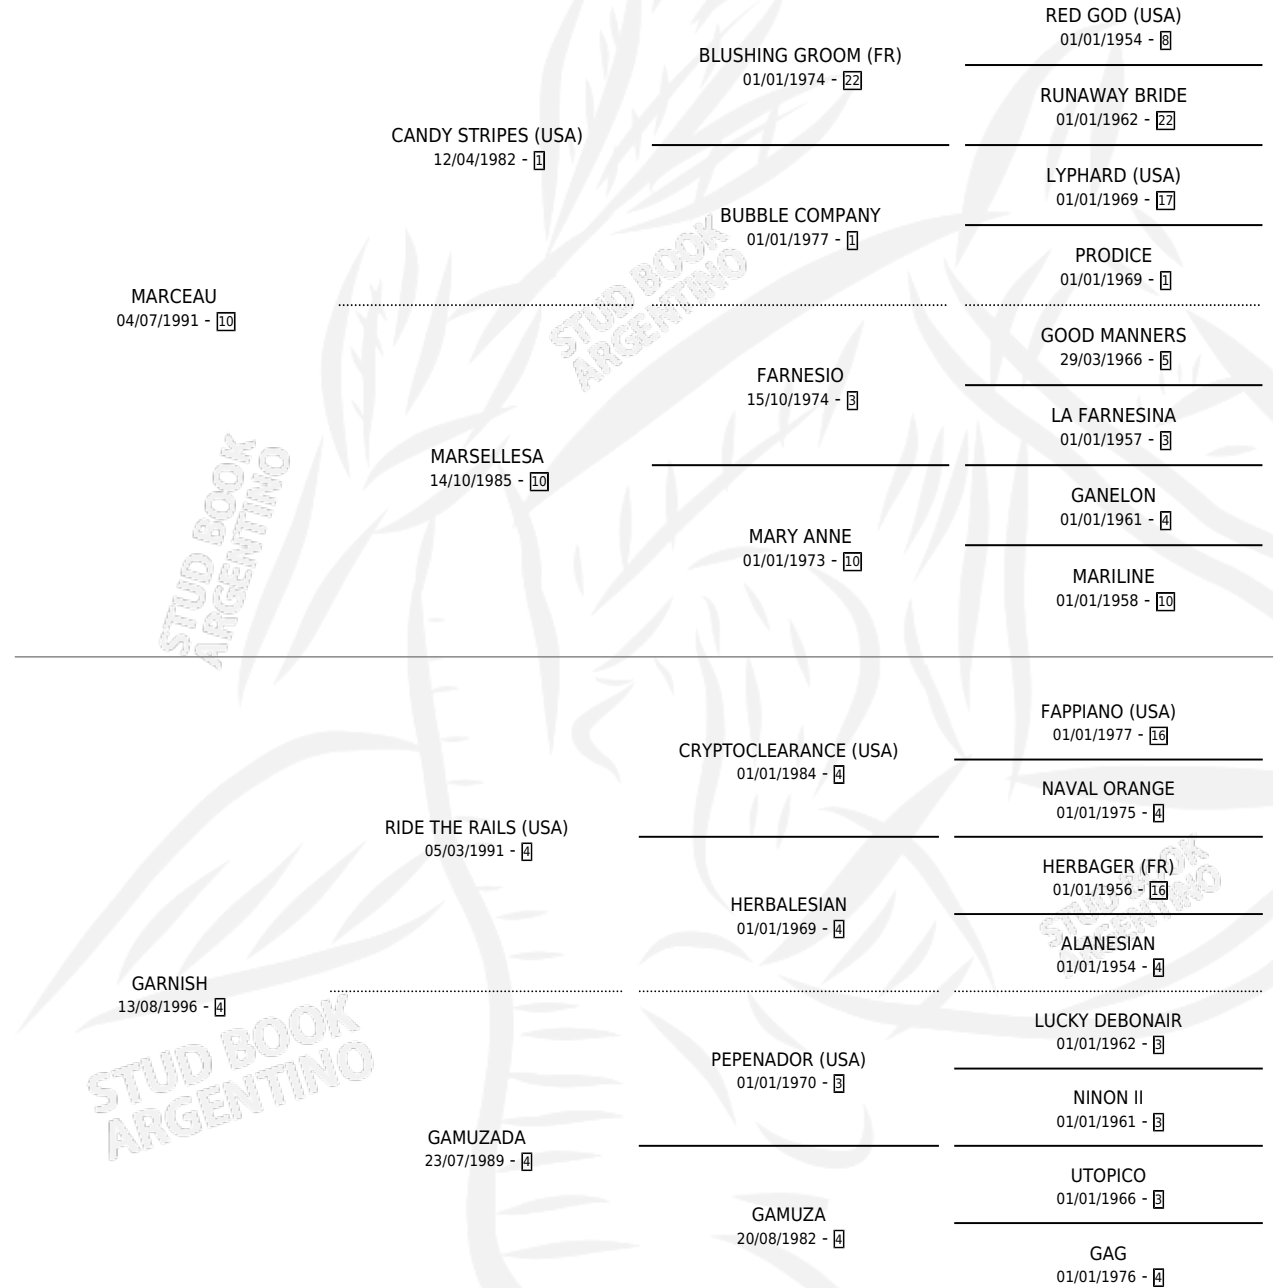 RED GOD (USA)
01/01/1954 - 8
BLUSHING GROOM (FR)
01/01/1974 - 22
RUNAWAY BRIDE
01/01/1962 - 22
CANDY STRIPES (USA)
12/04/1982 - 1
LYPHARD (USA)
01/01/1969 - 17
BUBBLE COMPANY
01/01/1977 - 1
PRODICE
01/01/1969 - 1
MARCEAU
04/07/1991 - 10
STUD BOOK
ARGENTINO
GOOD MANNERS
29/03/1966 - 5
FARNESIO
15/10/1974 - 3
LA FARNESINA
01/01/1957 - 3
MARSELLESA
14/10/1985 - 10
GANELON
01/01/1961 - 4
MARY ANNE
01/01/1973 - 10
MARILINE
01/01/1958 - 10
STUD BOOK
ARGENTINO
FAPPIANO (USA)
01/01/1977 - 16
CRYPTOCLEARANCE (USA)
01/01/1984 - 4
NAVAL ORANGE
01/01/1975 - 4
RIDE THE RAILS (USA)
05/03/1991 - 4
HERBAGER (FR)
01/01/1956 - 16
HERBALESIAN
01/01/1969 - 4
STUD BOOK
ARGENTINO
ALANESIAN
01/01/1954 - 4
GARNISH
13/08/1996 - 4
LUCKY DEBONAIR
01/01/1962 - 3
PEPENADOR (USA)
01/01/1970 - 3
STUD BOOK
ARGENTINO
NINON II
01/01/1961 - 3
GAMUZADA
23/07/1989 - 4
UTOPICO
01/01/1966 - 3
GAMUZA
20/08/1982 - 4
GAG
01/01/1976 - 4